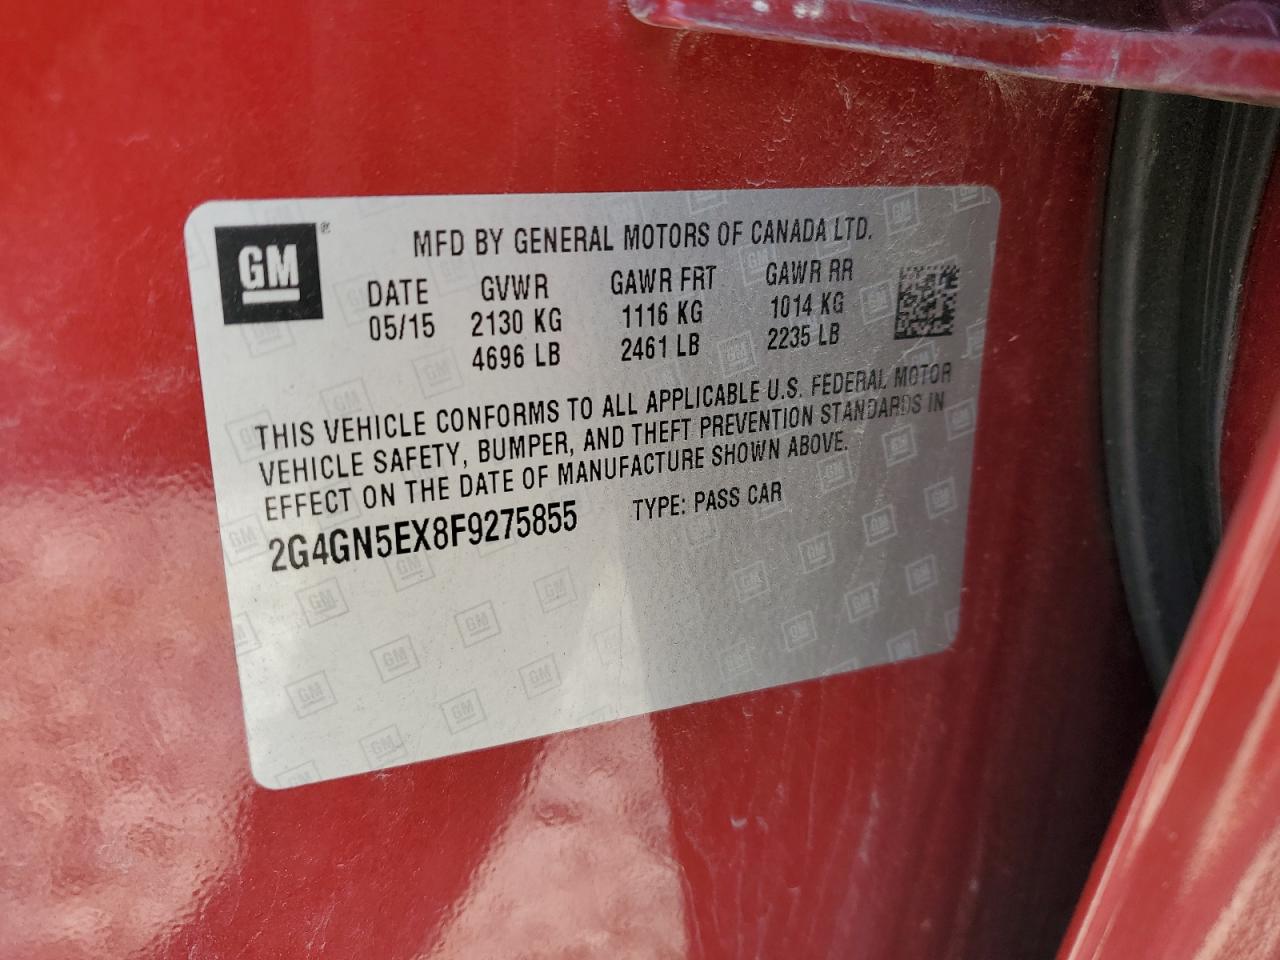 GM®
MFD BY GENERAL MOTORS OF CANADA LTD.
DATE GVWR GAWR FRT GAWR RR
05/15 2130 KG 1116 KG 1014 KG
4696 LB 2461 LB 2235 LB
THIS VEHICLE CONFORMS TO ALL APPLICABLE U.S. FEDERAL MOTOR
VEHICLE SAFETY, BUMPER, AND THEFT PREVENTION STANDARDS IN
EFFECT ON THE DATE OF MANUFACTURE SHOWN ABOVE.
2G4GN5EX8F9275855 TYPE: PASS CAR